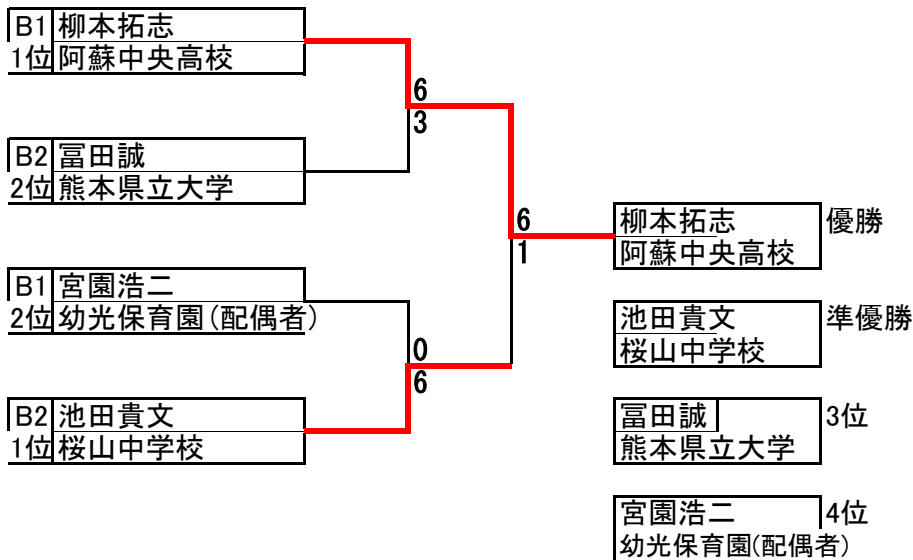 B1 柳本拓志
1位 阿蘇中央高校
6
3
B2 冨田誠
2位 熊本県立大学
6
1
柳本拓志 優勝
阿蘇中央高校
B1 宮園浩二
2位 幼光保育園(配偶者)
池田貴文 準優勝
桜山中学校
0
6
B2 池田貴文
1位 桜山中学校
冨田誠 3位
熊本県立大学
宮園浩二 4位
幼光保育園(配偶者)